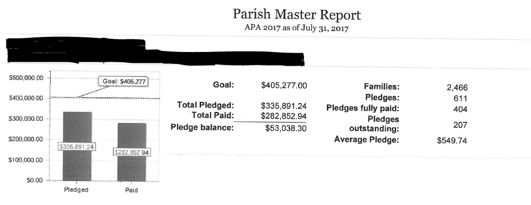 Parish Master Report
APA 2017 as of July 31, 2017
$500,000.00
$400,000.00
$300,000.00
$200,000.00
$100,000.00
$0.00
Goal: $405,277
$335,891.24
$282,852.94
Pledged
Paid
Goal: $405,277.00
Total Pledged: $335,891.24
Total Paid: $282,852.94
Pledge balance: $53,038.30
Families: 2,466
Pledges: 611
Pledges fully paid: 404
Pledges
outstanding: 207
Average Pledge: $549.74